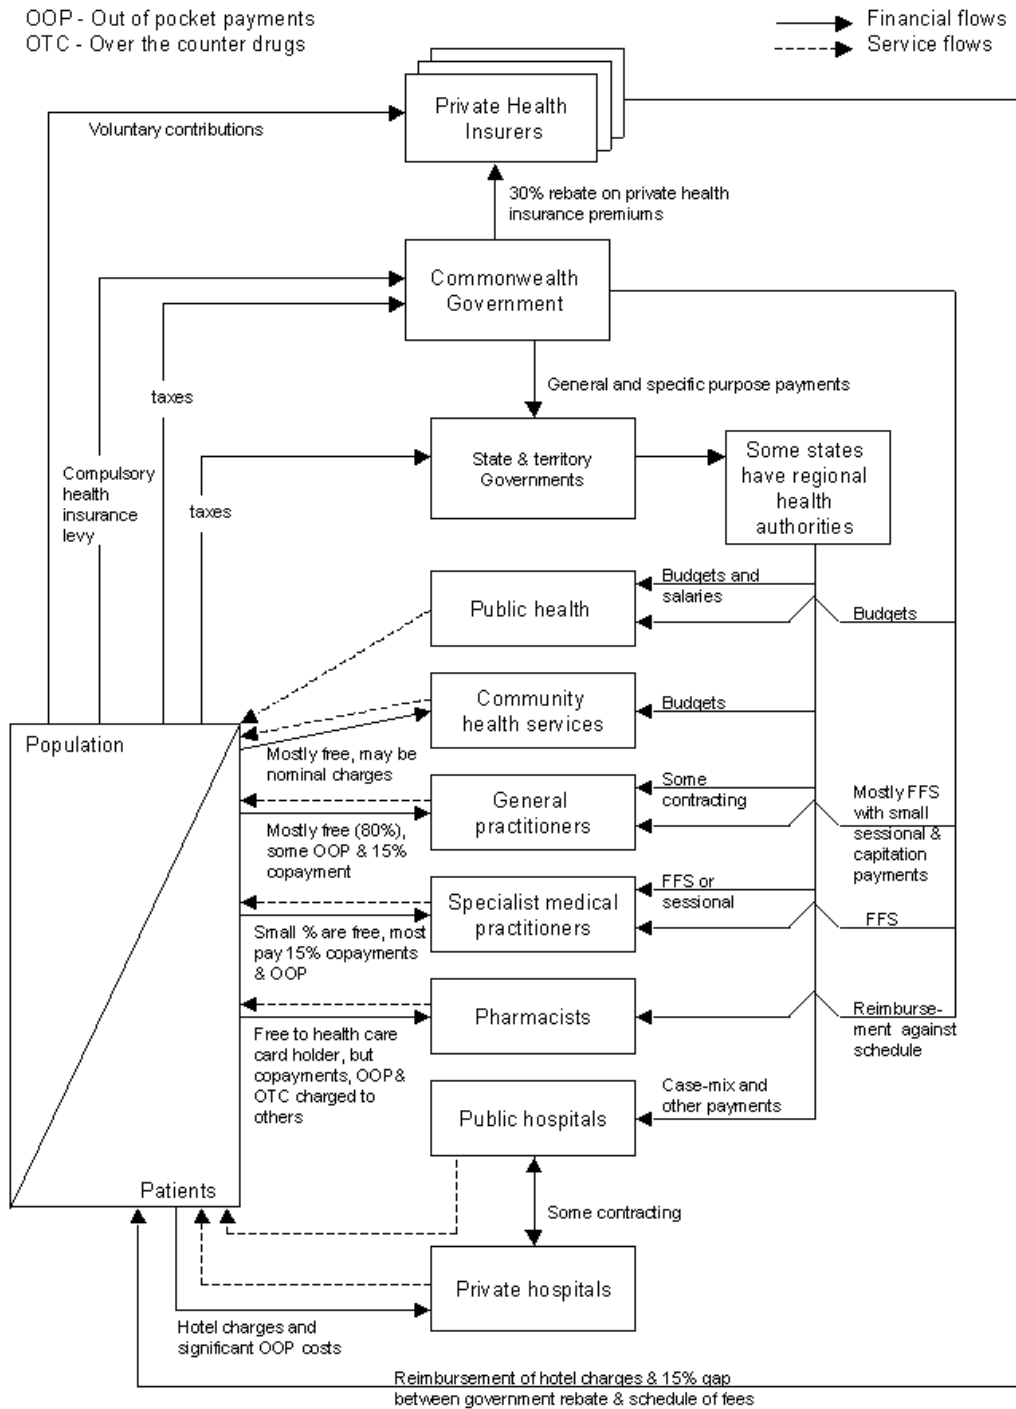 OOP - Out of pocket payments
OTC - Over the counter drugs
Financial flows
Service flows
Private Health
Insurers
Voluntary contributions
30% rebate on private health
insurance premiums
Commonwealth
Government
taxes
General and specific purpose payments
Compulsory
health
insurance
levy
taxes
State & territory
Governments
Some states
have regional
health
authorities
Public health
Budgets and
salaries
Budgets
Population
Community
health services
Budgets
Mostly free, may be
nominal charges
General
practitioners
Some
contracting
Mostly FFS
with small
sessional &
capitation
payments
Mostly free (80%),
some OOP & 15%
copayment
Specialist medical
practitioners
FFS or
sessional
FFS
Small % are free, most
pay 15% copayments
& OOP
Pharmacists
Reimburse-
ment against
schedule
Free to health care
card holder, but
copayments, OOP&
OTC charged to
others
Public hospitals
Case-mix and
other payments
Patients
Some contracting
Private hospitals
Hotel charges and
significant OOP costs
Reimbursement of hotel charges & 15% gap
between government rebate & schedule of fees